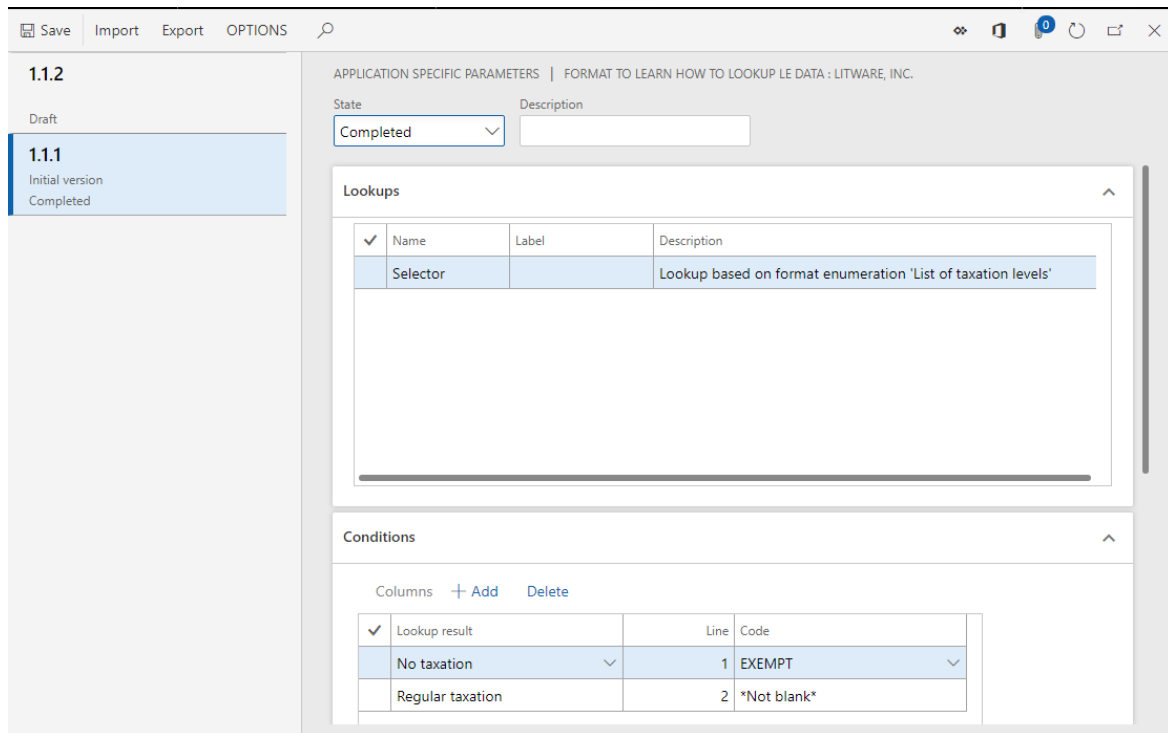 Save Import Export OPTIONS 0
1.1.2
Draft
1.1.1
Initial version
Completed
APPLICATION SPECIFIC PARAMETERS | FORMAT TO LEARN HOW TO LOOKUP LE DATA : LITWARE, INC.
State Description
Completed
Lookups
Name Label Description
Selector Lookup based on format enumeration 'List of taxation levels'
Conditions
Columns + Add Delete
Lookup result Line Code
No taxation 1 EXEMPT
Regular taxation 2 *Not blank*